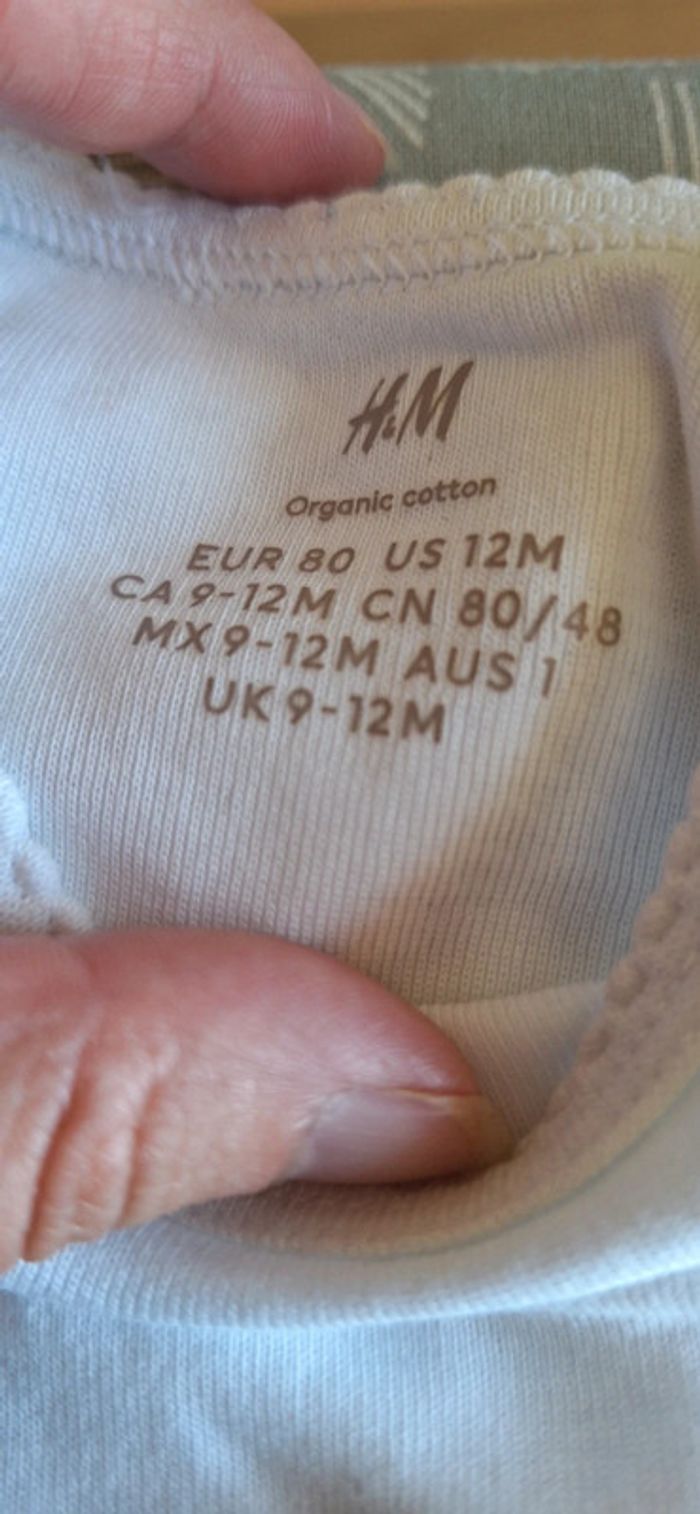 H&M
Organic cotton
EUR 80 US 12M
CA 9-12M CN 80/48
MX 9-12M AUS 1
UK 9-12M